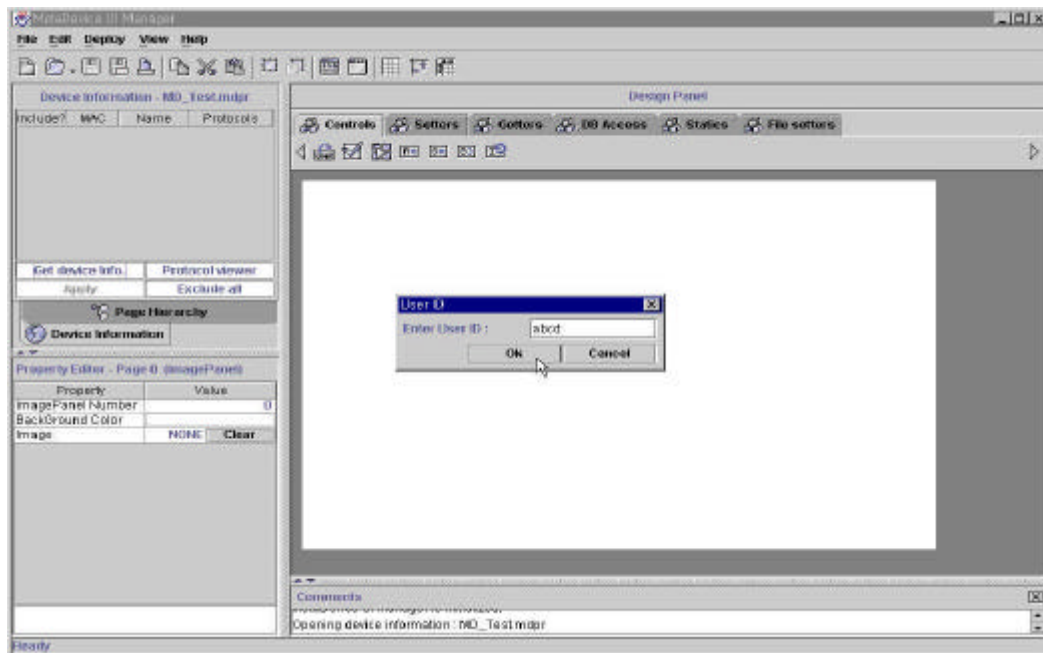 MetaDevice UI Manager
File Edit Deploy View Help
Device Information - MD_Test.mdpr
Include? MAC Name Protocols
Get device Info. Protocol viewer
Apply Exclude all
Page Hierarchy
Device Information
Property Editor - Page 0 (ImagePanel)
Property Value
ImagePanel Number 0
BackGround Color
Image NONE Clear
Design Panel
Controls Setters Getters DB Access Statics File setters
User ID
Enter User ID : abcd
Ok Cancel
Comments
Opening device information : MD_Test.mdpr
Ready